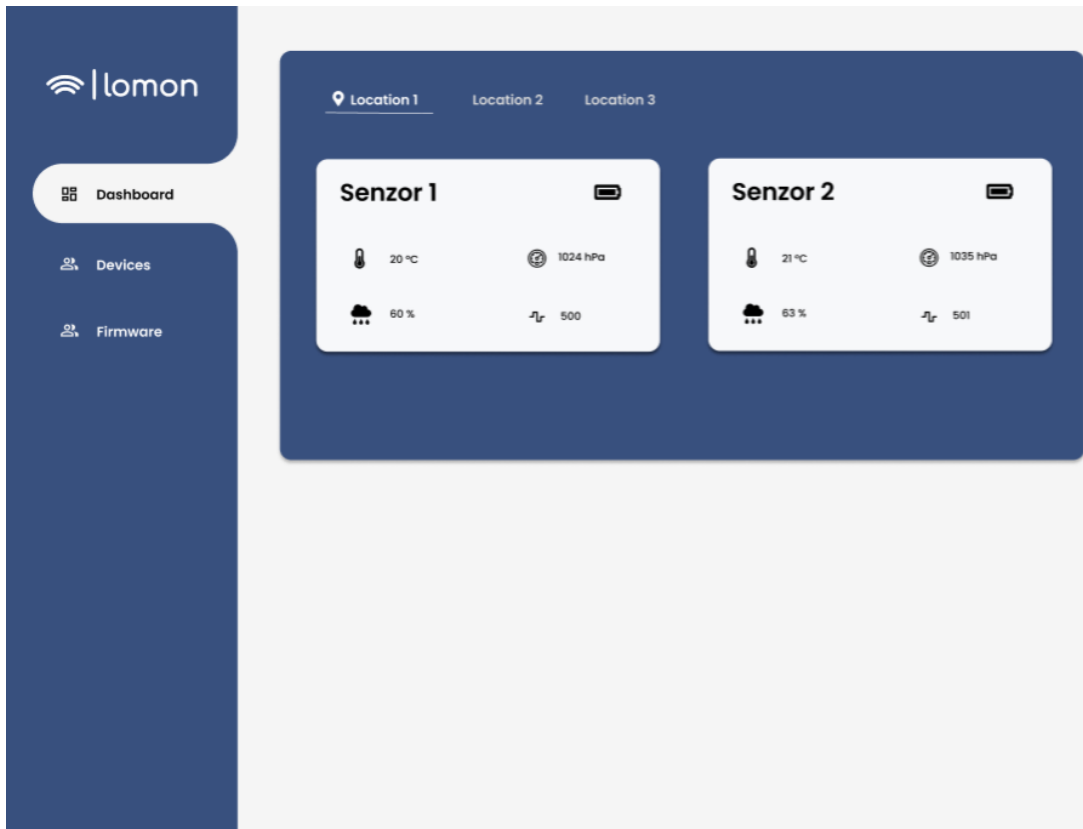 lomon
Dashboard
Devices
Firmware
Location 1 Location 2 Location 3
Senzor 1
20 °C 1024 hPa
60 % 500
Senzor 2
21 °C 1035 hPa
63 % 501